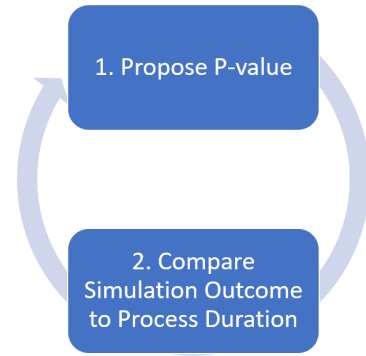 1. Propose P-value
2. Compare
Simulation Outcome
to Process Duration